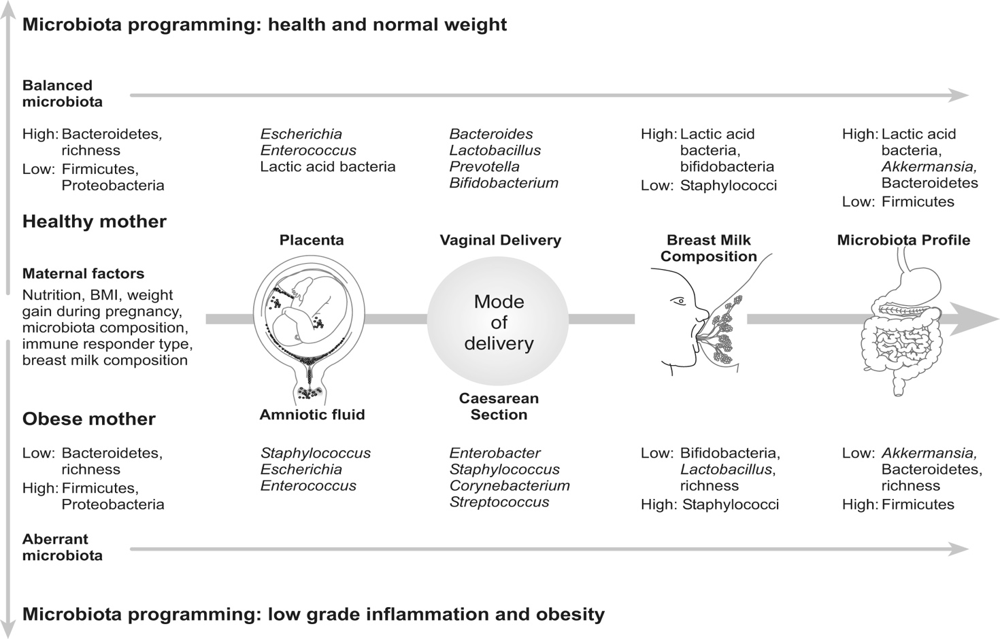 Microbiota programming: health and normal weight
Balanced
microbiota
High: Bacteroidetes,
richness
Low: Firmicutes,
Proteobacteria
Escherichia
Enterococcus
Lactic acid bacteria
Bacteroides
Lactobacillus
Prevotella
Bifidobacterium
High: Lactic acid
bacteria,
bifidobacteria
Low: Staphylococci
High: Lactic acid
bacteria,
Akkermansia,
Bacteroidetes
Low: Firmicutes
Healthy mother
Maternal factors
Nutrition, BMI, weight
gain during pregnancy,
microbiota composition,
immune responder type,
breast milk composition
Placenta
Amniotic fluid
Vaginal Delivery
Mode
of
delivery
Caesarean
Section
Breast Milk
Composition
Microbiota Profile
Obese mother
Low: Bacteroidetes,
richness
High: Firmicutes,
Proteobacteria
Staphylococcus
Escherichia
Enterococcus
Enterobacter
Staphylococcus
Corynebacterium
Streptococcus
Low: Bifidobacteria,
Lactobacillus,
richness
High: Staphylococci
Low: Akkermansia,
Bacteroidetes,
richness
High: Firmicutes
Aberrant
microbiota
Microbiota programming: low grade inflammation and obesity